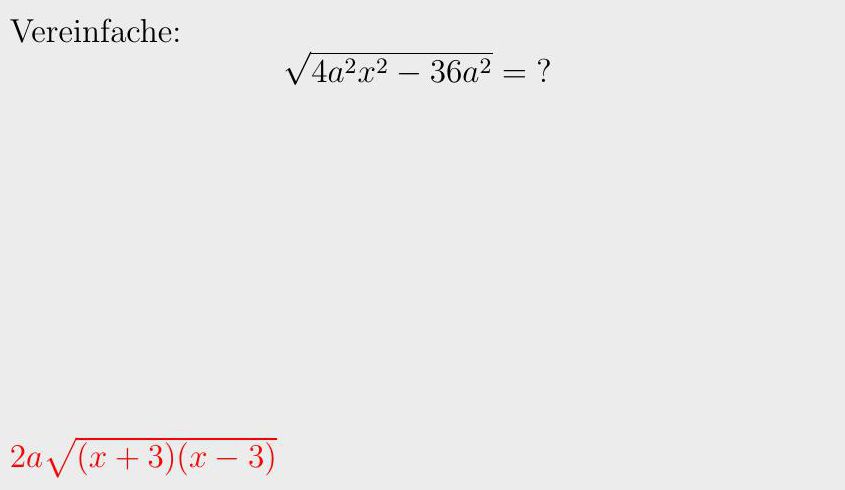 Vereinfache:
√(4a²x² − 36a²) = ?
2a√((x + 3)(x − 3))